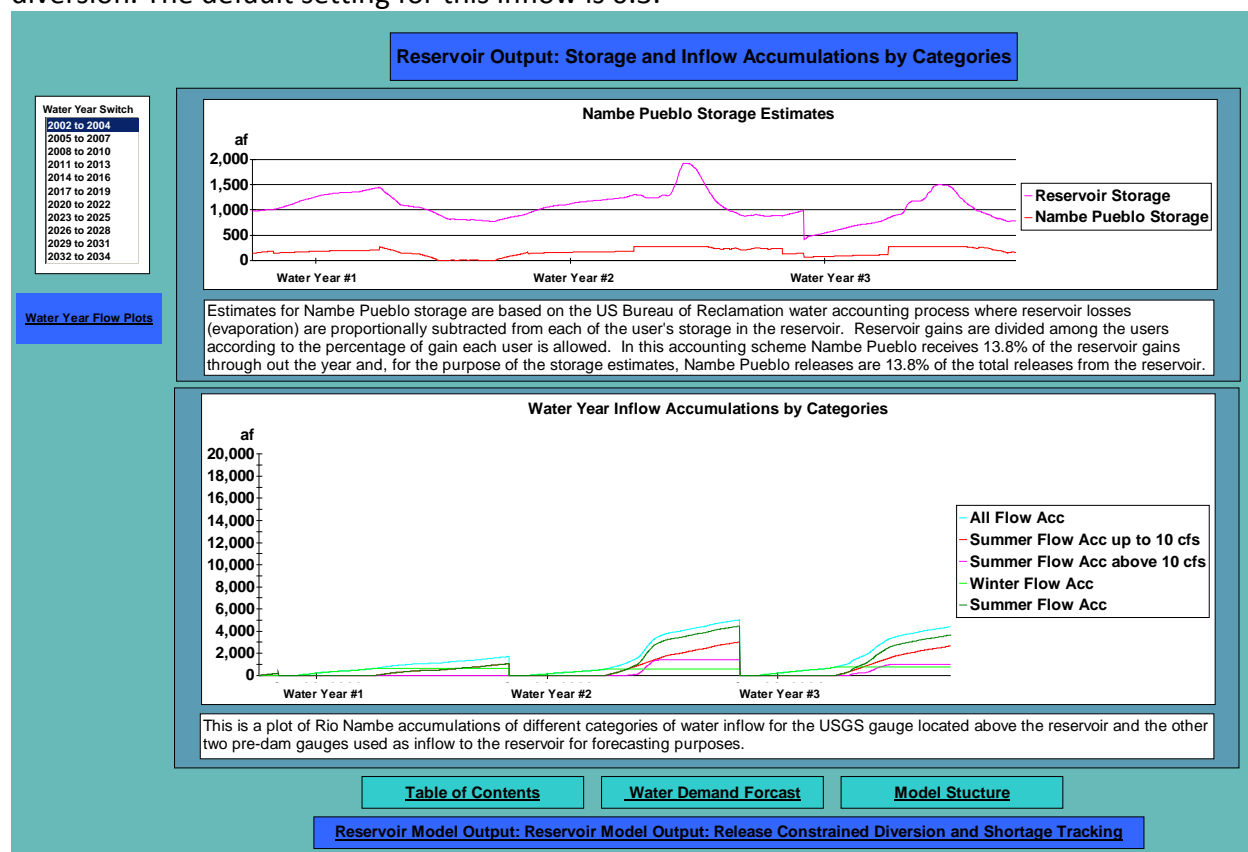 diversion. The default setting for this inflow is 0.5.
Reservoir Output: Storage and Inflow Accumulations by Categories
Water Year Switch
2002 to 2004
2005 to 2007
2008 to 2010
2011 to 2013
2014 to 2016
2017 to 2019
2020 to 2022
2023 to 2025
2026 to 2028
2029 to 2031
2032 to 2034
Water Year Flow Plots
Nambe Pueblo Storage Estimates
af
2,000
1,500
1,000
500
0
Water Year #1
Water Year #2
Water Year #3
Reservoir Storage
Nambe Pueblo Storage
Estimates for Nambe Pueblo storage are based on the US Bureau of Reclamation water accounting process where reservoir losses
(evaporation) are proportionally subtracted from each of the user's storage in the reservoir. Reservoir gains are divided among the users
according to the percentage of gain each user is allowed. In this accounting scheme Nambe Pueblo receives 13.8% of the reservoir gains
through out the year and, for the purpose of the storage estimates, Nambe Pueblo releases are 13.8% of the total releases from the reservoir.
Water Year Inflow Accumulations by Categories
af
20,000
18,000
16,000
14,000
12,000
10,000
8,000
6,000
4,000
2,000
0
Water Year #1
Water Year #2
Water Year #3
All Flow Acc
Summer Flow Acc up to 10 cfs
Summer Flow Acc above 10 cfs
Winter Flow Acc
Summer Flow Acc
This is a plot of Rio Nambe accumulations of different categories of water inflow for the USGS gauge located above the reservoir and the other
two pre-dam gauges used as inflow to the reservoir for forecasting purposes.
Table of Contents
Water Demand Forcast
Model Stucture
Reservoir Model Output: Reservoir Model Output: Release Constrained Diversion and Shortage Tracking